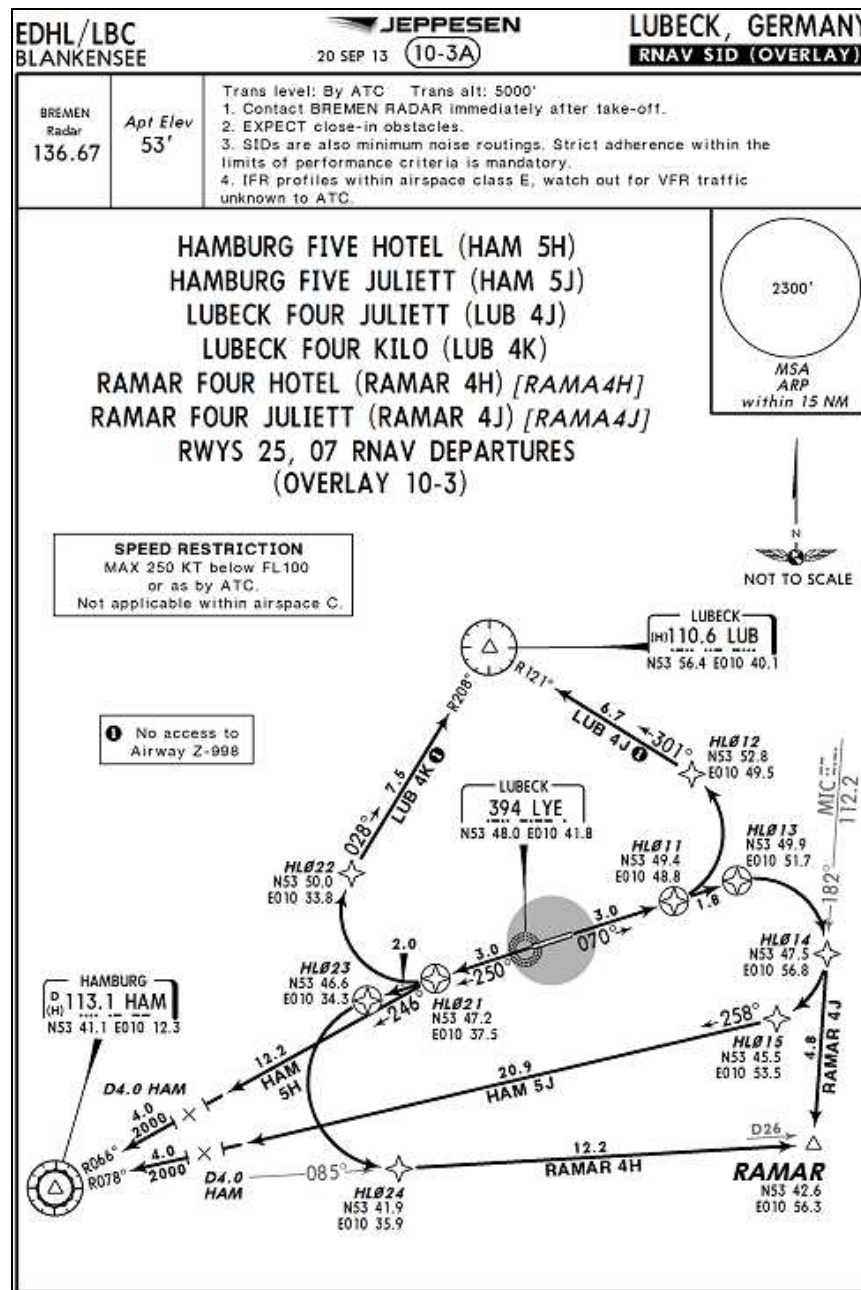 EDHL/LBC
BLANKENSEE
JEPPESEN
20 SEP 13 10-3A
LUBECK, GERMANY
RNAV SID (OVERLAY)
BREMEN
Radar
136.67
Apt Elev
53'
Trans level: By ATC Trans alt: 5000'
1. Contact BREMEN RADAR immediately after take-off.
2. EXPECT close-in obstacles.
3. SIDs are also minimum noise routings. Strict adherence within the
limits of performance criteria is mandatory.
4. IFR profiles within airspace class E, watch out for VFR traffic
unknown to ATC.
HAMBURG FIVE HOTEL (HAM 5H)
HAMBURG FIVE JULIETT (HAM 5J)
LUBECK FOUR JULIETT (LUB 4J)
LUBECK FOUR KILO (LUB 4K)
RAMAR FOUR HOTEL (RAMAR 4H) [RAMA4H]
RAMAR FOUR JULIETT (RAMAR 4J) [RAMA4J]
RWYS 25, 07 RNAV DEPARTURES
(OVERLAY 10-3)
2300'
MSA
ARP
within 15 NM
N
NOT TO SCALE
SPEED RESTRICTION
MAX 250 KT below FL100
or as by ATC.
Not applicable within airspace C.
LUBECK
(H)110.6 LUB
N53 56.4 E010 40.1
R208°
R121°
i No access to
Airway Z-998
6.7
LUB 4J i
301°
HLØ12
N53 52.8
E010 49.5
7.5
028°
LUB 4K i
MIC
112.2
182°
LUBECK
394 LYE
N53 48.0 E010 41.8
HLØ22
N53 50.0
E010 33.8
HLØ11
N53 49.4
E010 48.8
HLØ13
N53 49.9
E010 51.7
1.8
3.0
070°
3.0
250°
2.0
HLØ14
N53 47.5
E010 56.8
HLØ23
N53 46.6
E010 34.3
HLØ21
N53 47.2
E010 37.5
246°
HAMBURG
D
(H) 113.1 HAM
N53 41.1 E010 12.3
258°
HLØ15
N53 45.5
E010 53.5
4.8
RAMAR 4J
12.2
HAM
5H
20.9
HAM 5J
D4.0 HAM
4.0
2000
R066°
R078°
4.0
2000
D4.0
HAM
085°
HLØ24
N53 41.9
E010 35.9
12.2
RAMAR 4H
D26
RAMAR
N53 42.6
E010 56.3